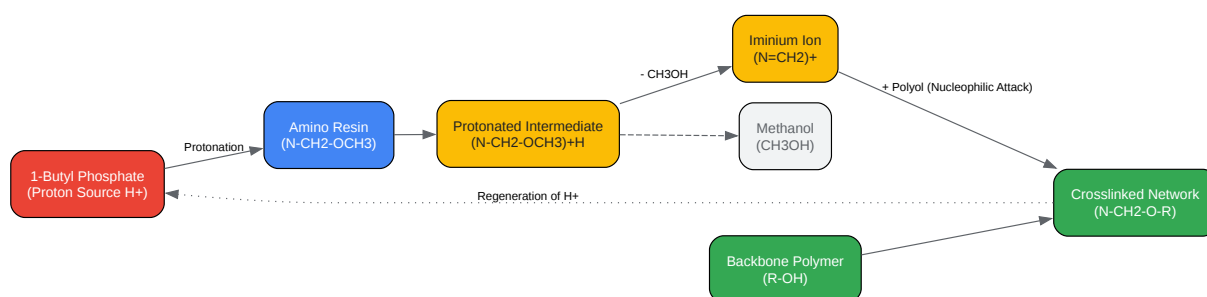 Iminium Ion
(N=CH2)+
- CH3OH
+ Polyol (Nucleophilic Attack)
Amino Resin
(N-CH2-OCH3)
Protonated Intermediate
(N-CH2-OCH3)+H
Methanol
(CH3OH)
Protonation
1-Butyl Phosphate
(Proton Source H+)
Regeneration of H+
Crosslinked Network
(N-CH2-O-R)
Backbone Polymer
(R-OH)